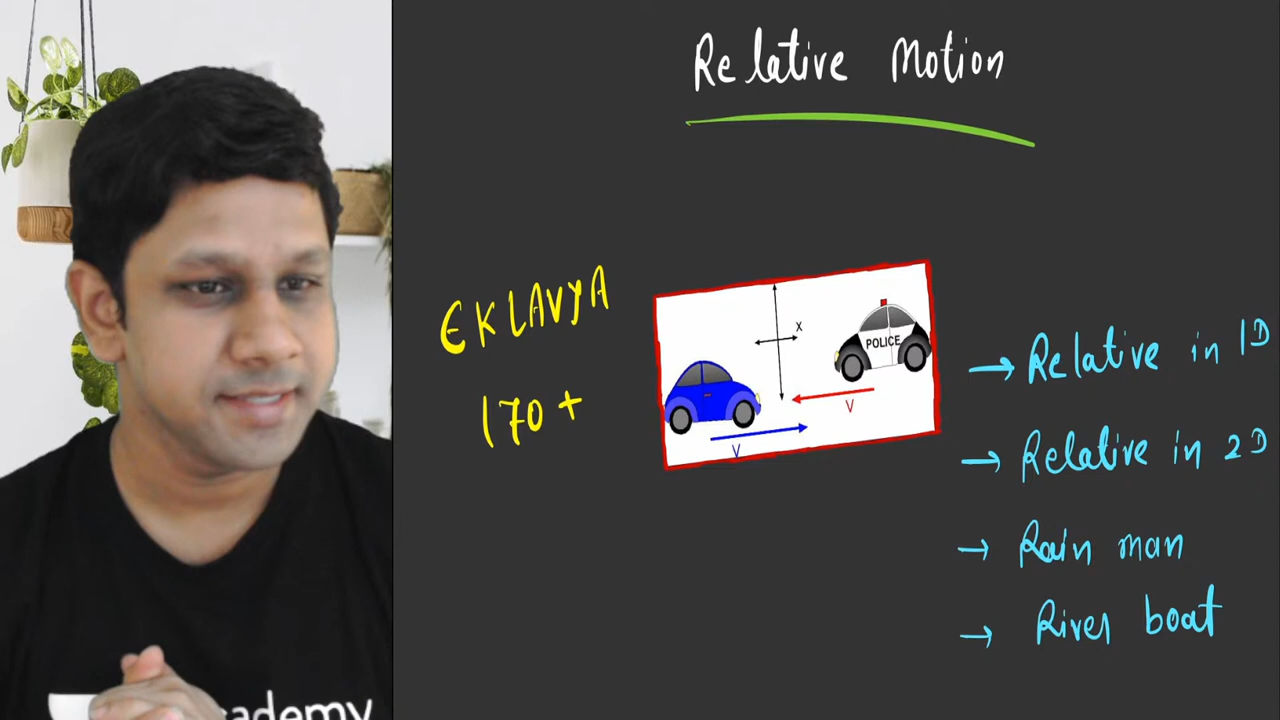 Relative Motion
EKLAVYA
170+
X
POLICE
V
V
→ Relative in 1D
→ Relative in 2D
→ Rain man
→ River boat
ademy